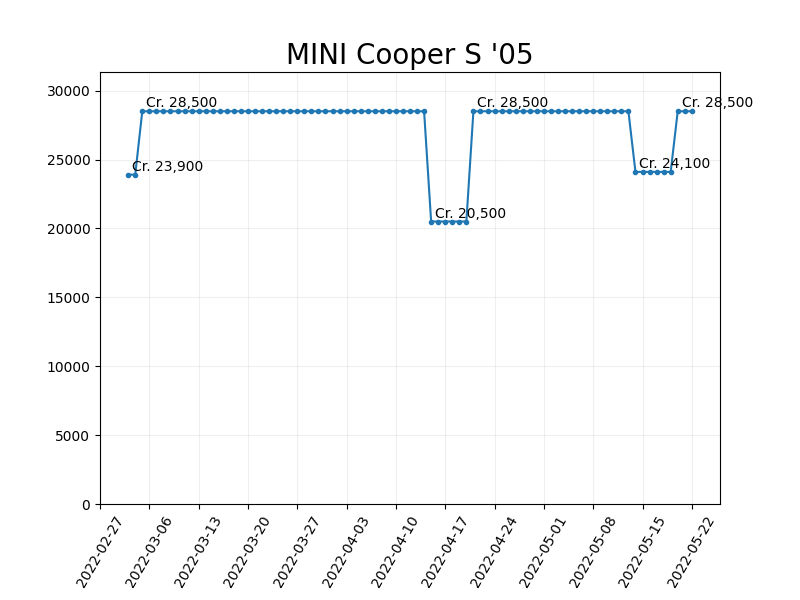 MINI Cooper S '05
30000
25000
20000
15000
10000
5000
0
Cr. 23,900
Cr. 28,500
Cr. 20,500
Cr. 28,500
Cr. 24,100
Cr. 28,500
2022-02-27
2022-03-06
2022-03-13
2022-03-20
2022-03-27
2022-04-03
2022-04-10
2022-04-17
2022-04-24
2022-05-01
2022-05-08
2022-05-15
2022-05-22